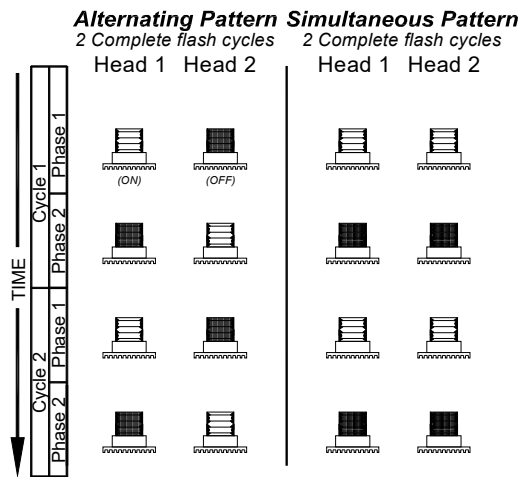 Alternating Pattern
2 Complete flash cycles
Head 1 Head 2
Simultaneous Pattern
2 Complete flash cycles
Head 1 Head 2
TIME
Cycle 1
Phase 1
(ON) (OFF)
Phase 2
Cycle 2
Phase 1
Phase 2